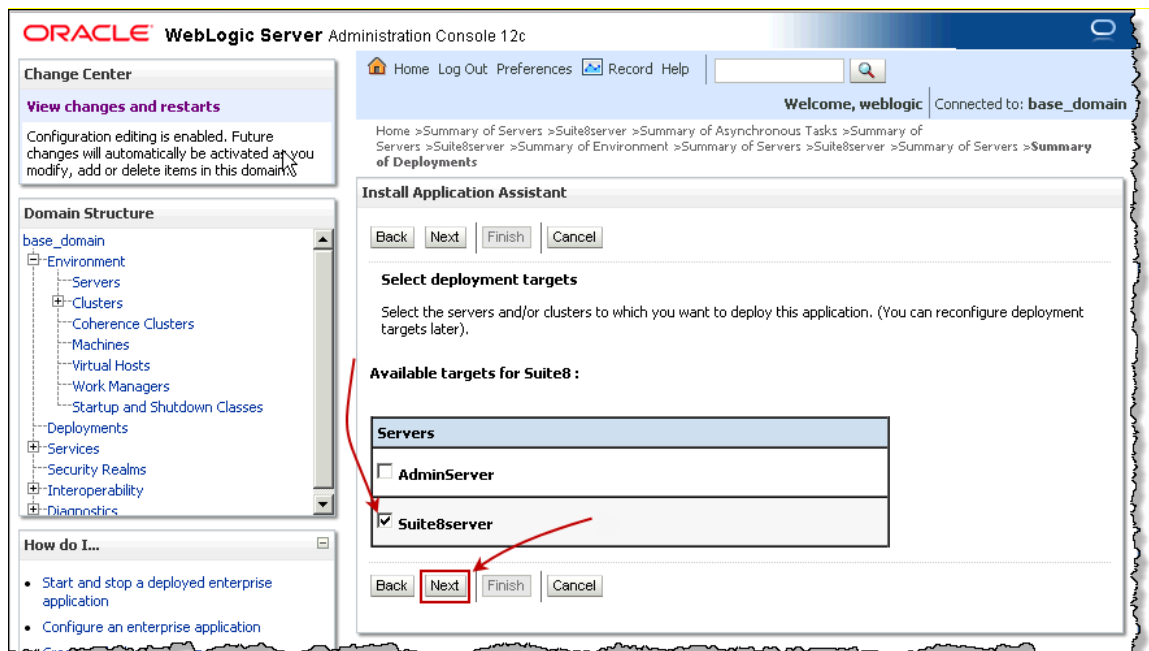 ORACLE WebLogic Server Administration Console 12c
Change Center
View changes and restarts
Configuration editing is enabled. Future
changes will automatically be activated as you
modify, add or delete items in this domain.
Domain Structure
base_domain
Environment
Servers
Clusters
Coherence Clusters
Machines
Virtual Hosts
Work Managers
Startup and Shutdown Classes
Deployments
Services
Security Realms
Interoperability
Diagnostics
How do I...
Start and stop a deployed enterprise
application
Configure an enterprise application
Home Log Out Preferences Record Help
Welcome, weblogic Connected to: base_domain
Home >Summary of Servers >Suite8server >Summary of Asynchronous Tasks >Summary of
Servers >Suite8server >Summary of Environment >Summary of Servers >Suite8server >Summary of Servers >Summary
of Deployments
Install Application Assistant
Back Next Finish Cancel
Select deployment targets
Select the servers and/or clusters to which you want to deploy this application. (You can reconfigure deployment
targets later).
Available targets for Suite8 :
Servers
AdminServer
Suite8server
Back Next Finish Cancel